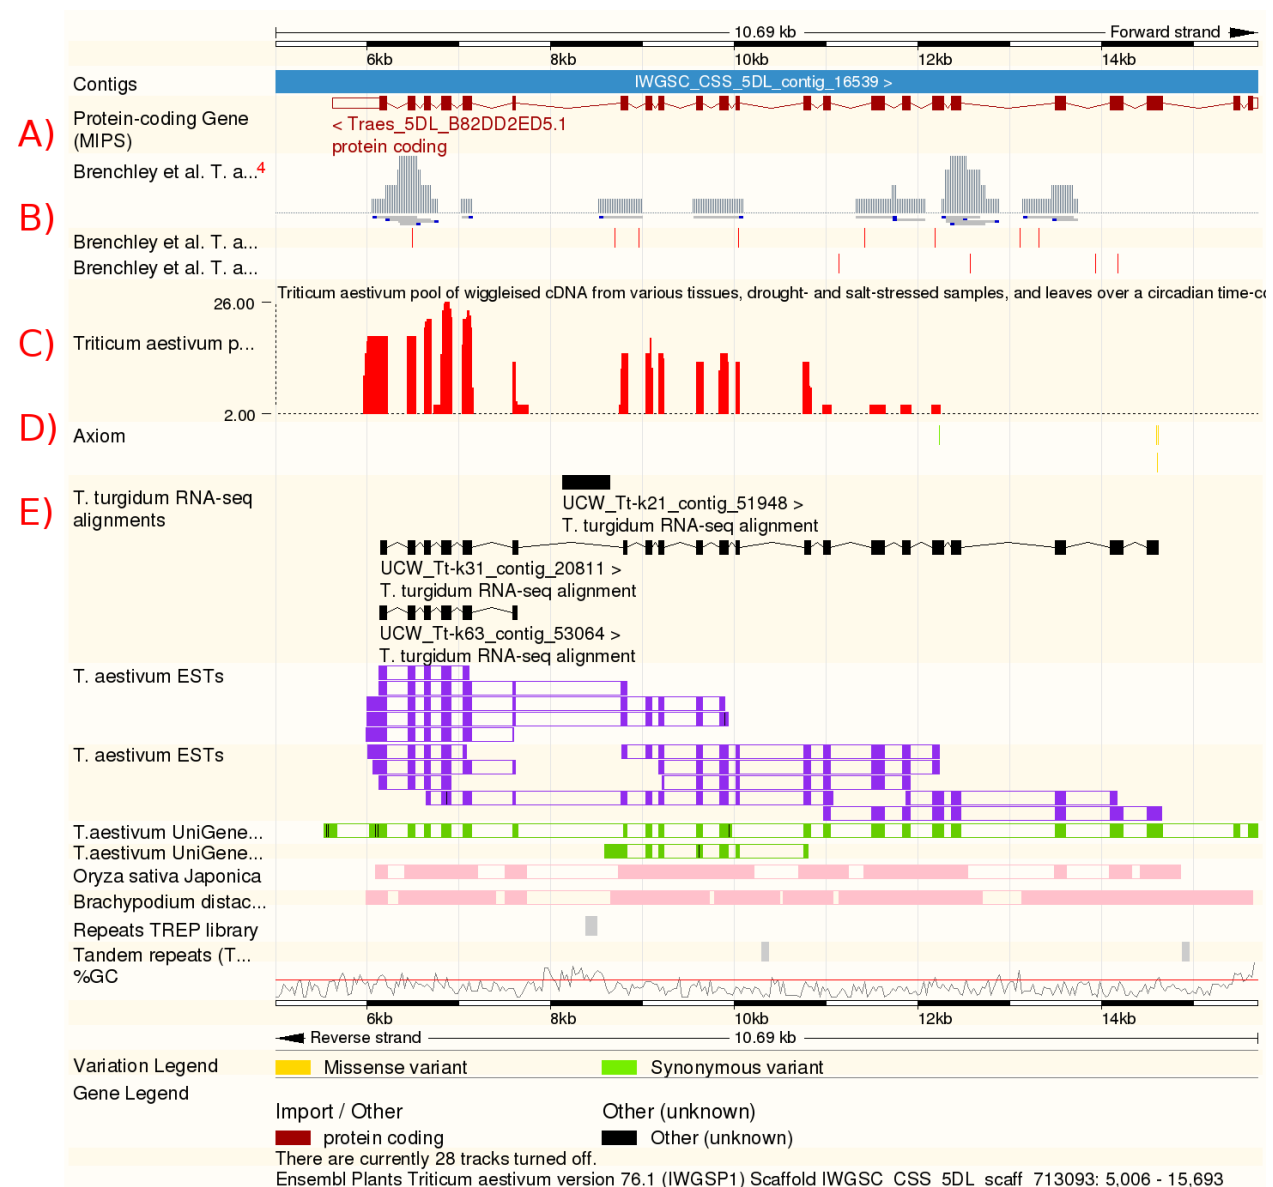 10.69 kb Forward strand
6kb 8kb 10kb 12kb 14kb
Contigs IWGSC_CSS_5DL_contig_16539 >
A) Protein-coding Gene
(MIPS)
< Traes_5DL_B82DD2ED5.1
protein coding
Brenchley et al. T. a...4
B)
Brenchley et al. T. a...
Brenchley et al. T. a...
Triticum aestivum pool of wiggleised cDNA from various tissues, drought- and salt-stressed samples, and leaves over a circadian time-co
26.00
C) Triticum aestivum p...
2.00
D) Axiom
E) T. turgidum RNA-seq
alignments
UCW_Tt-k21_contig_51948 >
T. turgidum RNA-seq alignment
UCW_Tt-k31_contig_20811 >
T. turgidum RNA-seq alignment
UCW_Tt-k63_contig_53064 >
T. turgidum RNA-seq alignment
T. aestivum ESTs
T. aestivum ESTs
T.aestivum UniGene...
T.aestivum UniGene...
Oryza sativa Japonica
Brachypodium distac...
Repeats TREP library
Tandem repeats (T...
%GC
6kb 8kb 10kb 12kb 14kb
Reverse strand 10.69 kb
Variation Legend Missense variant Synonymous variant
Gene Legend
Import / Other Other (unknown)
protein coding Other (unknown)
There are currently 28 tracks turned off.
Ensembl Plants Triticum aestivum version 76.1 (IWGSP1) Scaffold IWGSC_CSS_5DL_scaff_713093: 5,006 - 15,693